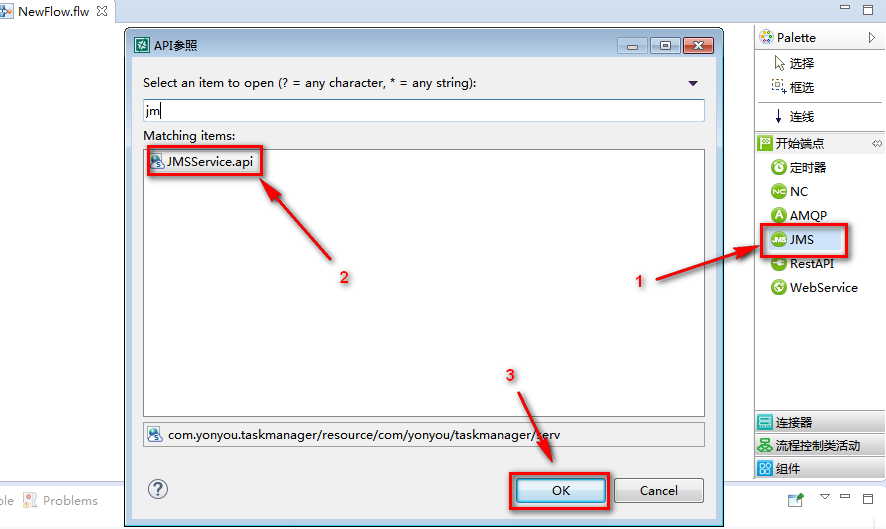 NewFlow.flw
API参照
Select an item to open (? = any character, * = any string):
jm
Matching items:
JMSService.api
2
3
com.yonyou.taskmanager/resource/com/yonyou/taskmanager/serv
OK
Cancel
Palette
选择
框选
连线
开始端点
定时器
NC
NC
A
AMQP
JMS
JMS
1
RestAPI
WebService
连接器
流程控制类活动
组件
ole
Problems